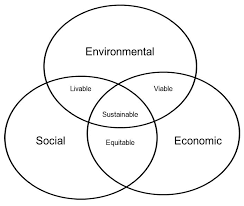 Environmental
Livable
Viable
Sustainable
Social
Equitable
Economic